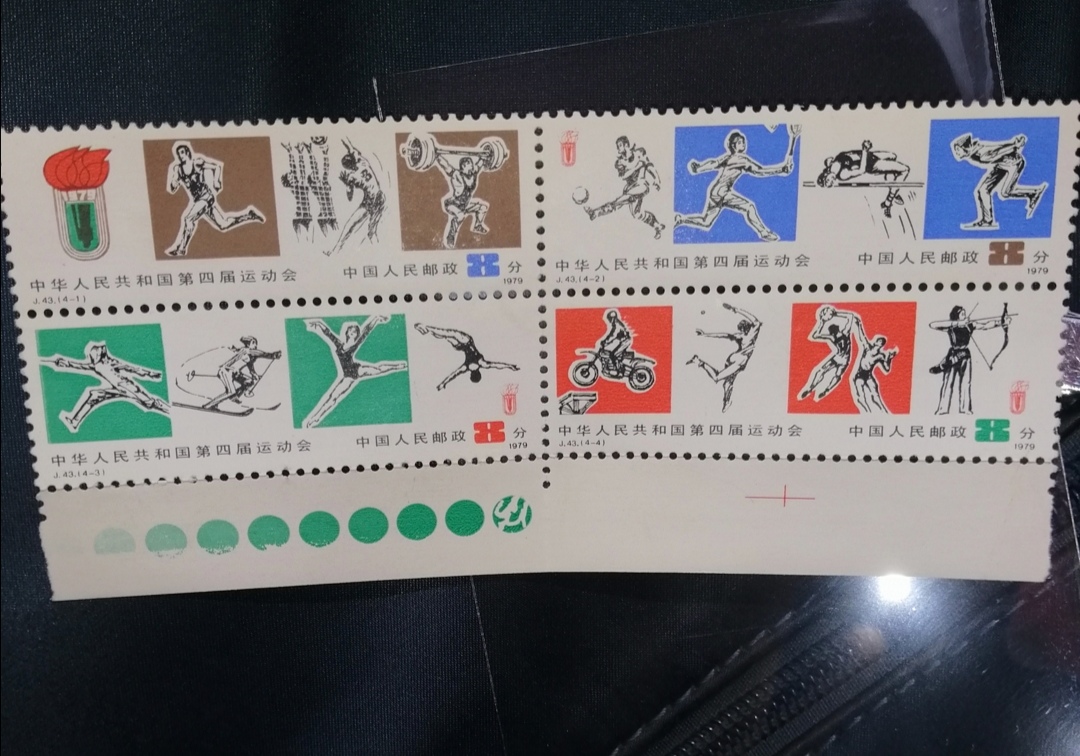 中华人民共和国第四届运动会 中国人民邮政 8 分
J.43.(4-1) 1979
中华人民共和国第四届运动会 中国人民邮政 8 分
J.43.(4-2) 1979
中华人民共和国第四届运动会 中国人民邮政 8 分
J.43.(4-3) 1979
中华人民共和国第四届运动会 中国人民邮政 8 分
J.43.(4-4) 1979